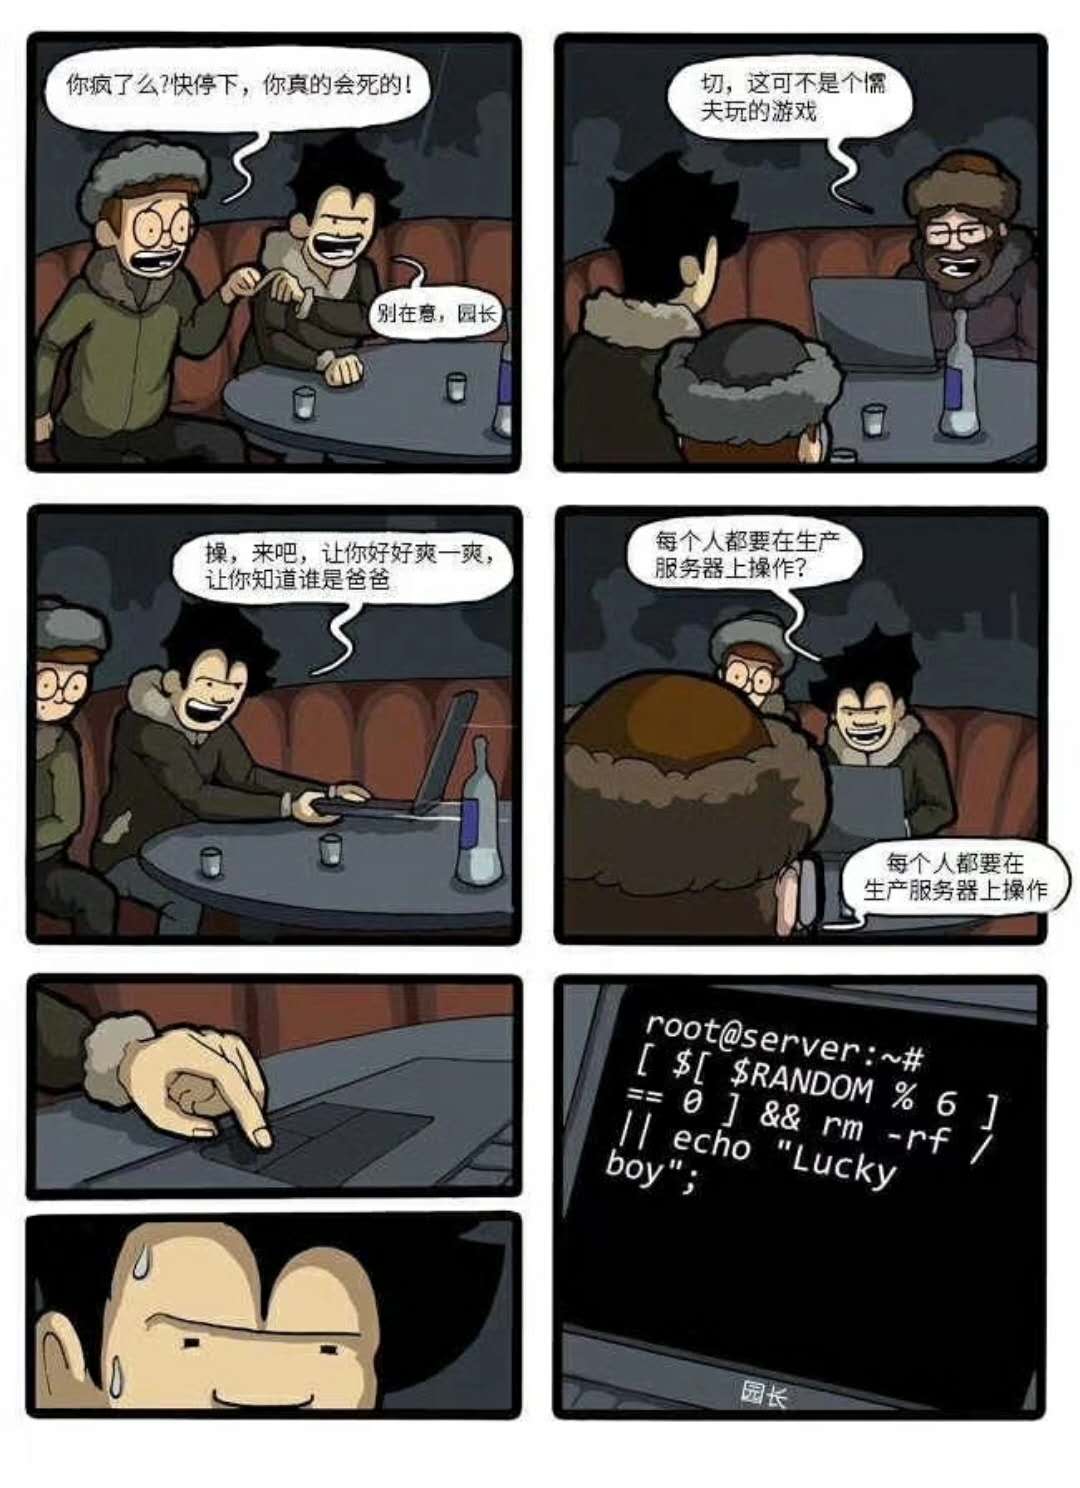 你疯了么?快停下，你真的会死的!
别在意，园长
切，这可不是个懦
夫玩的游戏
操，来吧，让你好好爽一爽，
让你知道谁是爸爸
每个人都要在生产
服务器上操作?
每个人都要在
生产服务器上操作
root@server:~#
[ $[ $RANDOM % 6 ]
== 0 ] && rm -rf /
|| echo "Lucky
boy";
园长